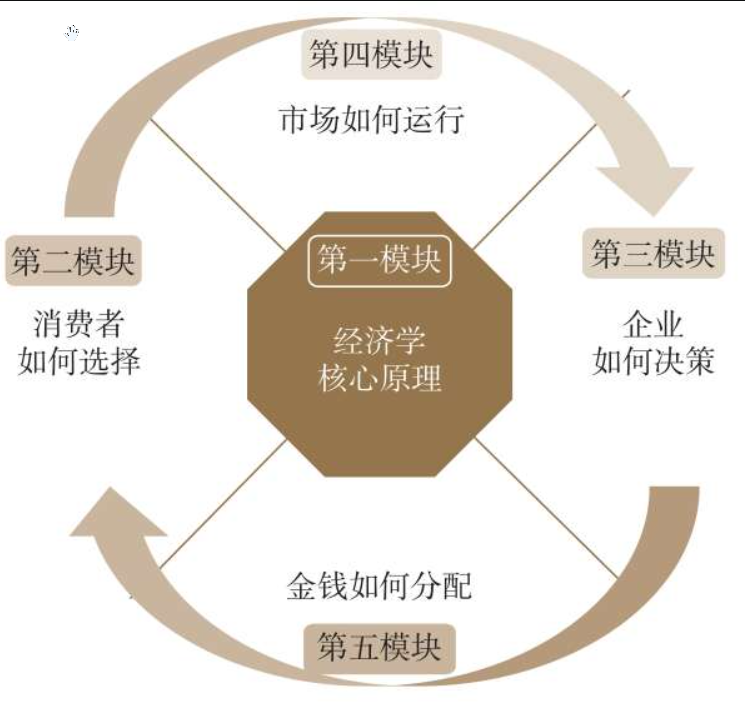 第四模块
市场如何运行
第二模块
消费者
如何选择
第一模块
经济学
核心原理
第三模块
企业
如何决策
金钱如何分配
第五模块